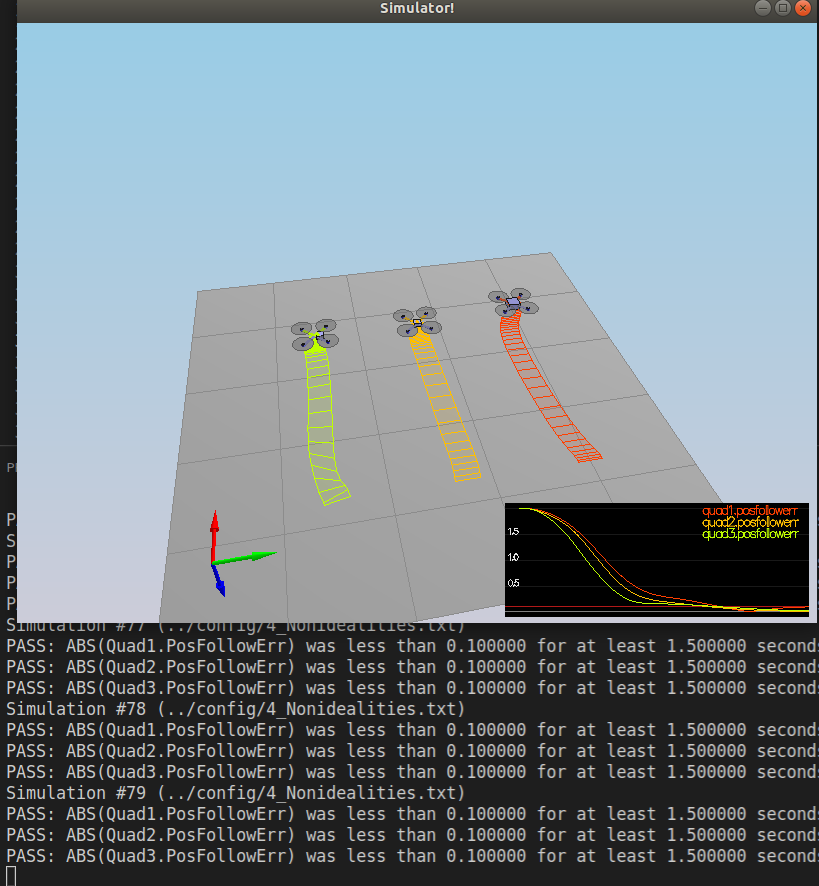 Simulator!
quad1.posfollowerr
quad2.posfollowerr
quad3.posfollowerr
1.5
1.0
0.5
P
P
S
P
P
P
Simulation #77 (../config/4_Nonidealities.txt)
PASS: ABS(Quad1.PosFollowErr) was less than 0.100000 for at least 1.500000 seconds
PASS: ABS(Quad2.PosFollowErr) was less than 0.100000 for at least 1.500000 seconds
PASS: ABS(Quad3.PosFollowErr) was less than 0.100000 for at least 1.500000 seconds
Simulation #78 (../config/4_Nonidealities.txt)
PASS: ABS(Quad1.PosFollowErr) was less than 0.100000 for at least 1.500000 seconds
PASS: ABS(Quad2.PosFollowErr) was less than 0.100000 for at least 1.500000 seconds
PASS: ABS(Quad3.PosFollowErr) was less than 0.100000 for at least 1.500000 seconds
Simulation #79 (../config/4_Nonidealities.txt)
PASS: ABS(Quad1.PosFollowErr) was less than 0.100000 for at least 1.500000 seconds
PASS: ABS(Quad2.PosFollowErr) was less than 0.100000 for at least 1.500000 seconds
PASS: ABS(Quad3.PosFollowErr) was less than 0.100000 for at least 1.500000 seconds